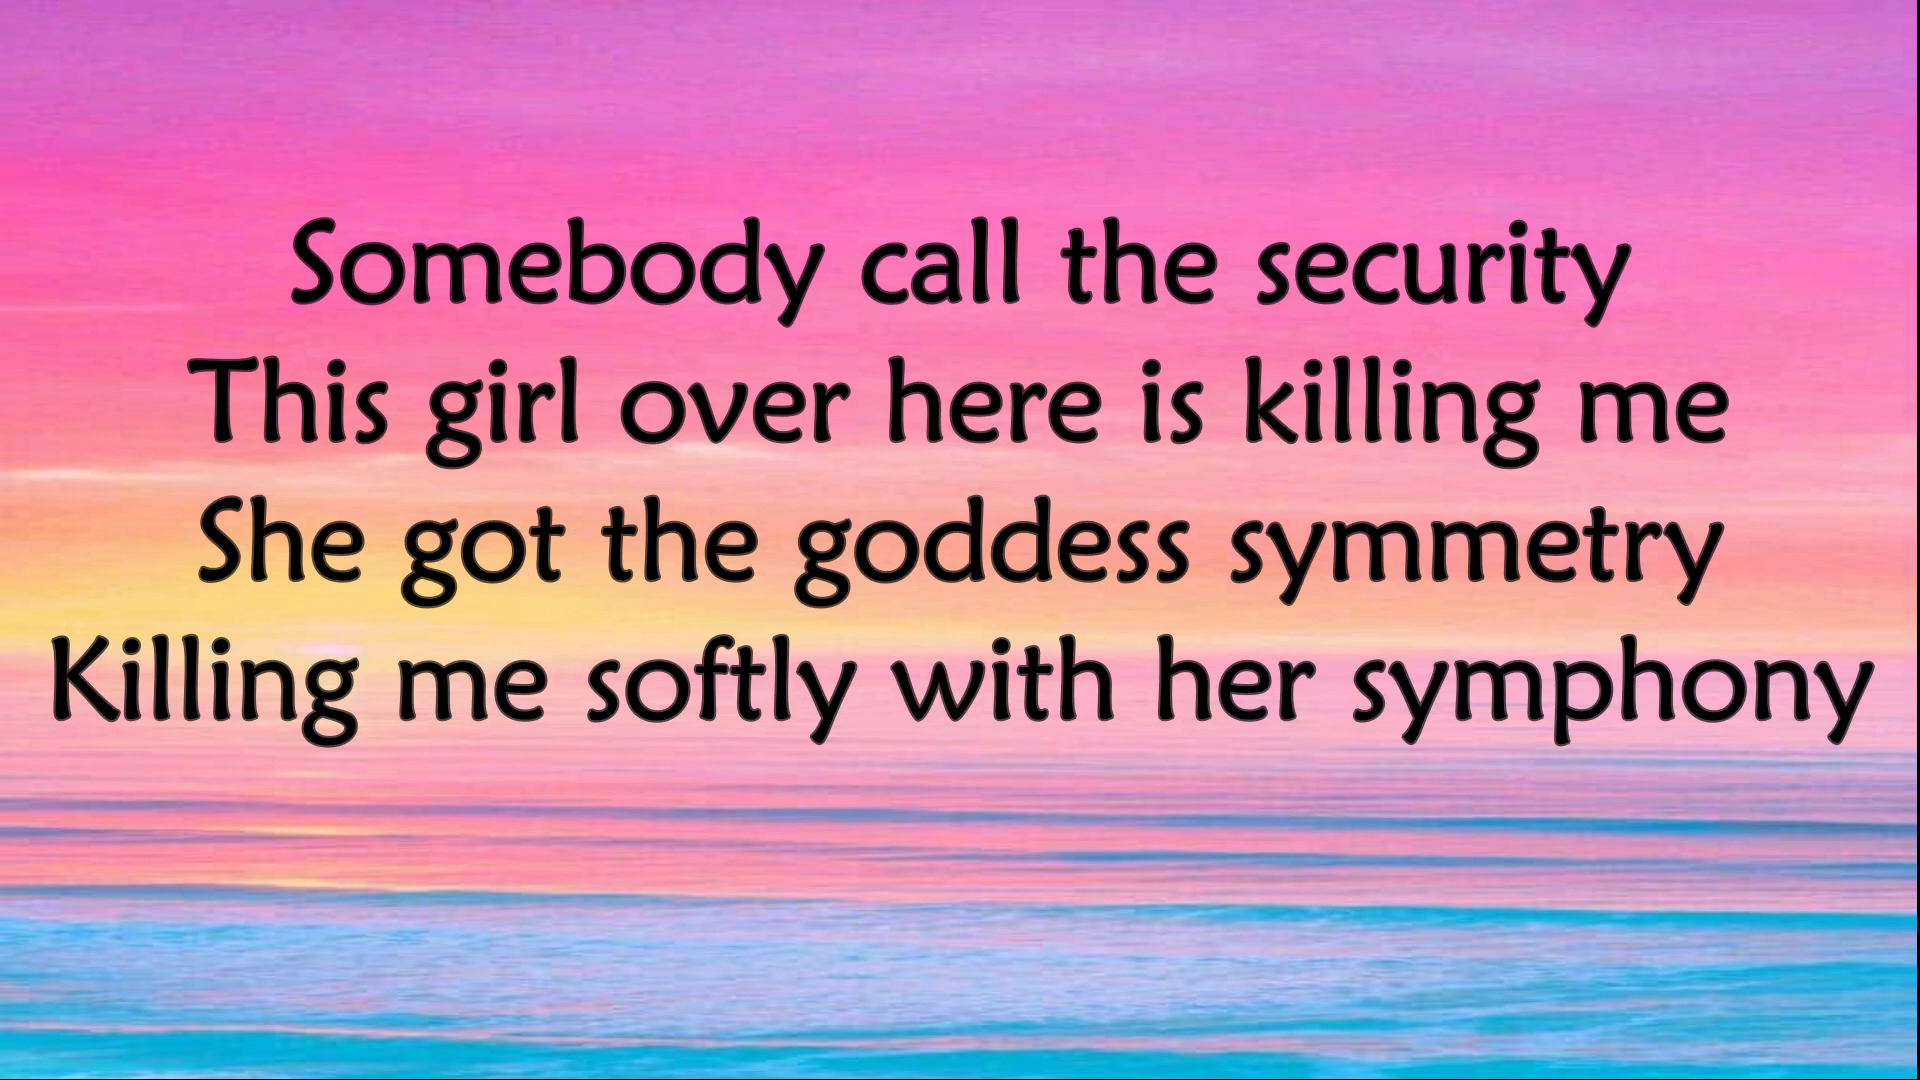 Somebody call the security
This girl over here is killing me
She got the goddess symmetry
Killing me softly with her symphony